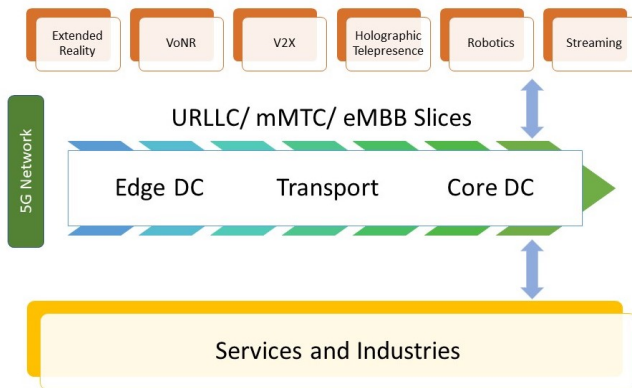 Extended
Reality
VoNR
V2X
Holographic
Telepresence
Robotics
Streaming
5G Network
URLLC/ mMTC/ eMBB Slices
Edge DC
Transport
Core DC
Services and Industries